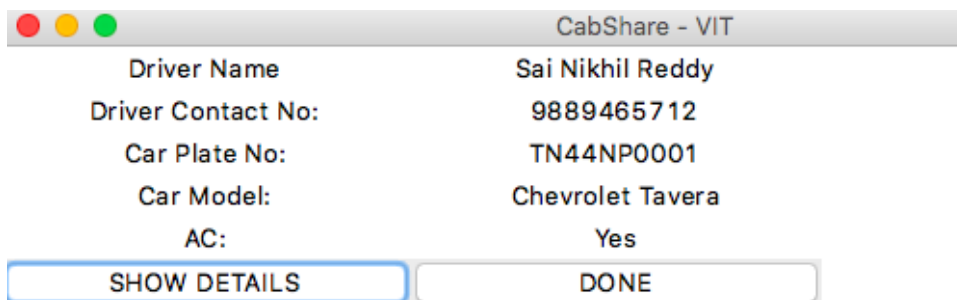 CabShare - VIT
Driver Name Sai Nikhil Reddy
Driver Contact No: 9889465712
Car Plate No: TN44NP0001
Car Model: Chevrolet Tavera
AC: Yes
SHOW DETAILS DONE